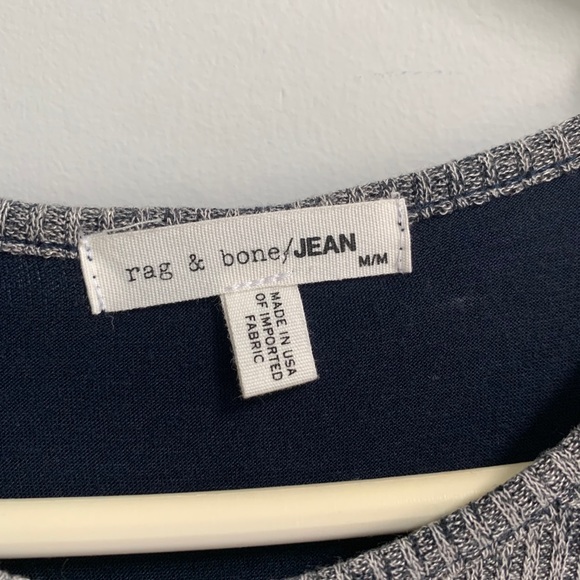 rag & bone/JEAN
M/M
MADE IN USA
OF IMPORTED
FABRIC